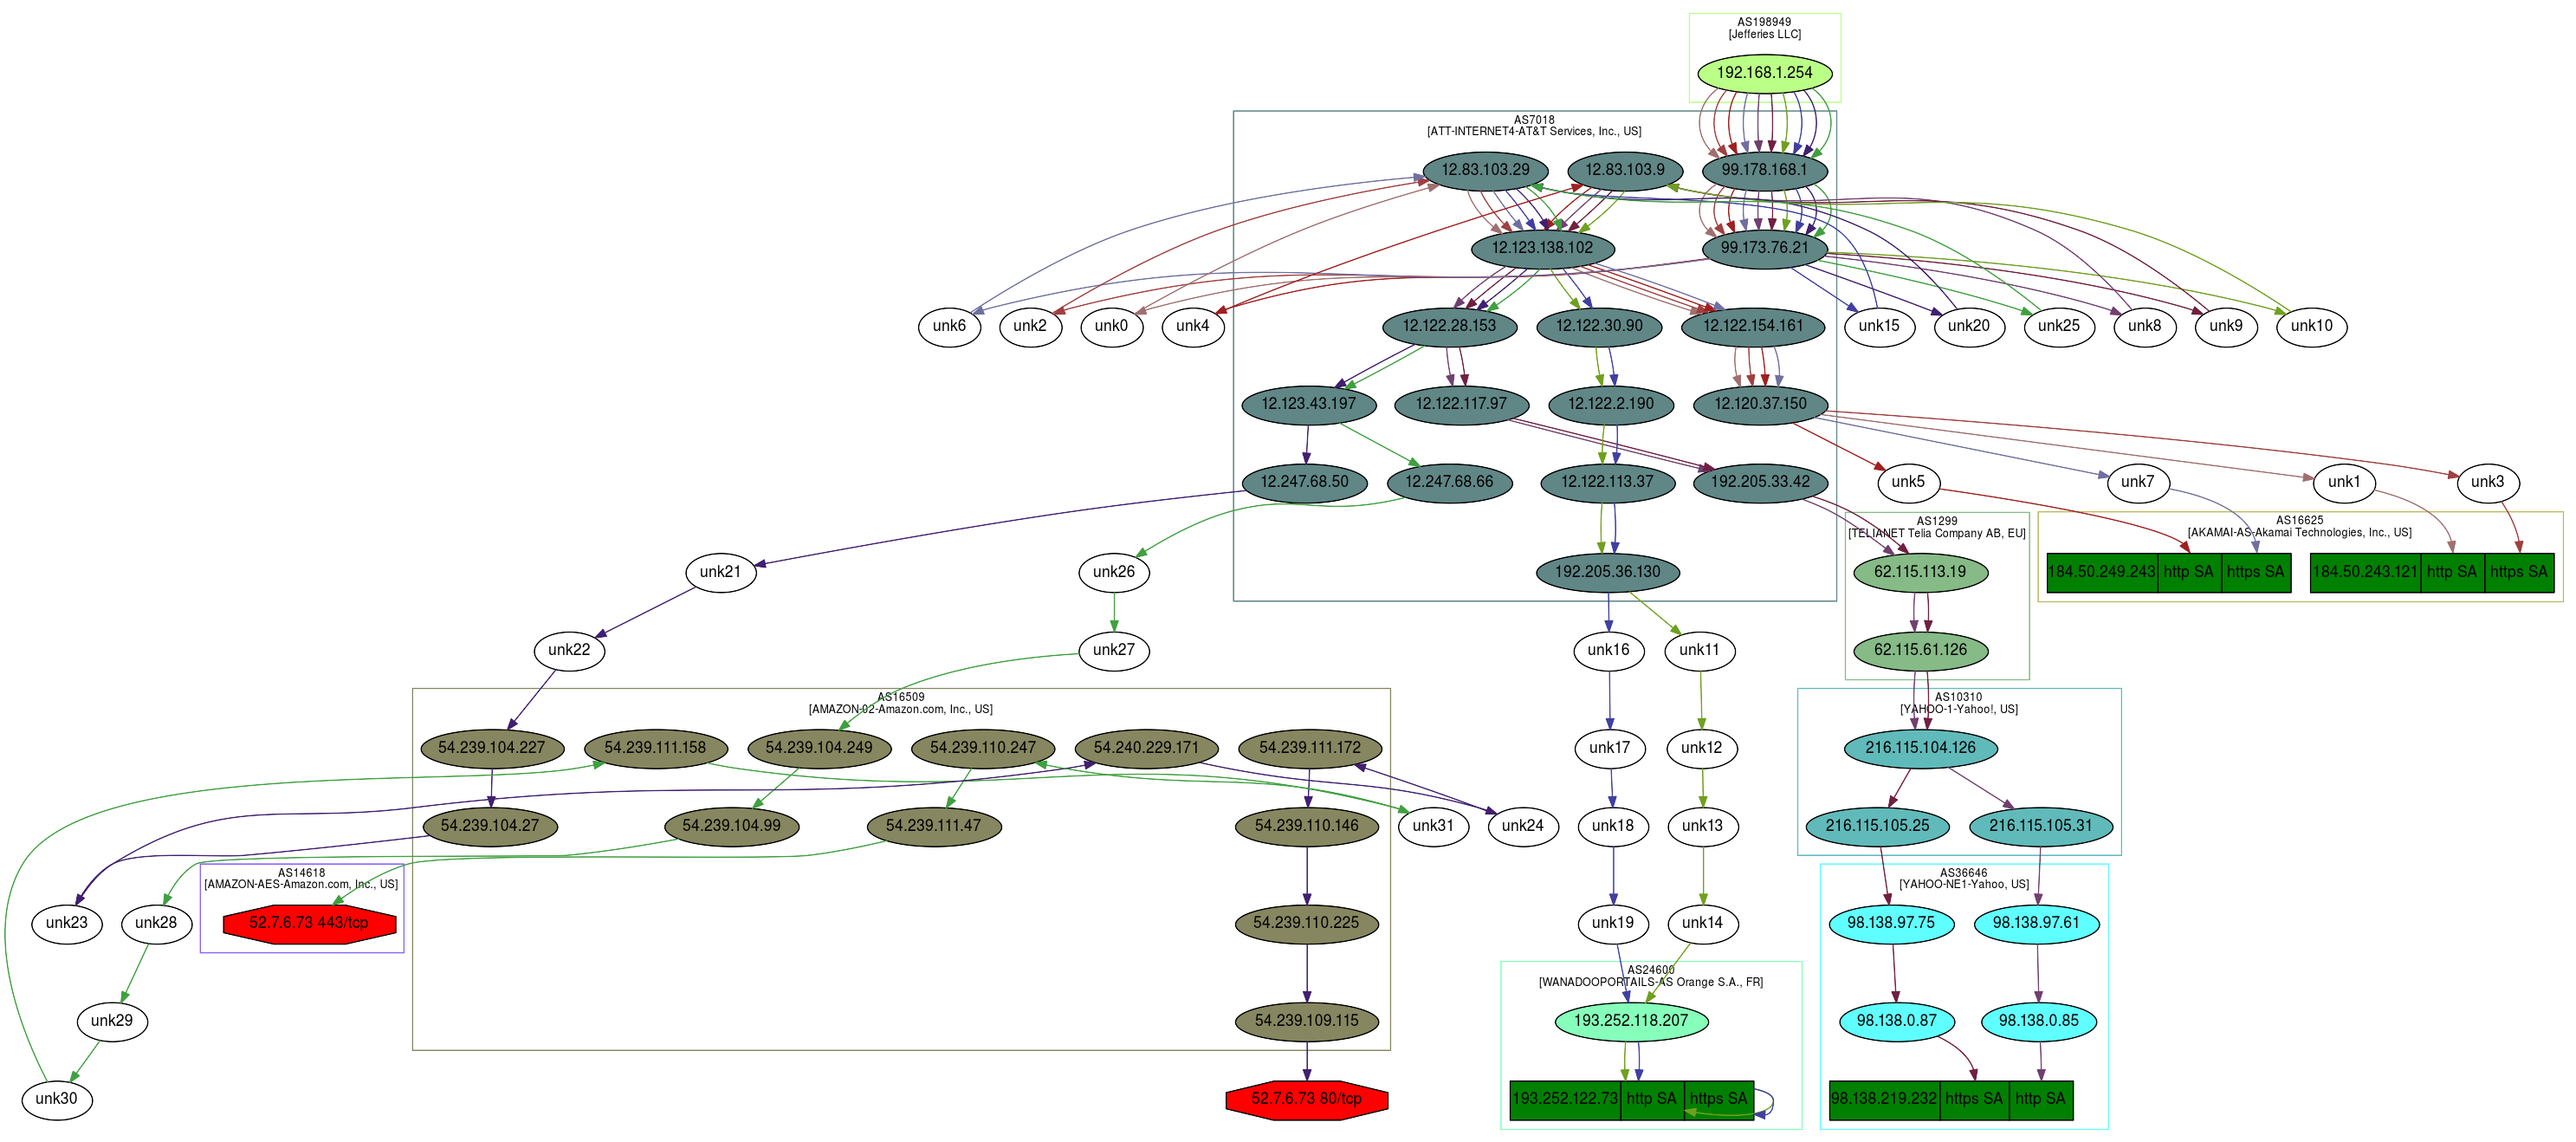 AS198949
[Jefferies LLC]
192.168.1.254
AS7018
[ATT-INTERNET4-AT&T Services, Inc., US]
12.83.103.29
12.83.103.9
99.178.168.1
12.123.138.102
99.173.76.21
unk6
unk2
unk0
unk4
12.122.28.153
12.122.30.90
12.122.154.161
unk15
unk20
unk25
unk8
unk9
unk10
12.123.43.197
12.122.117.97
12.122.2.190
12.120.37.150
12.247.68.50
12.247.68.66
12.122.113.37
192.205.33.42
unk5
unk7
unk1
unk3
AS1299
[TELIANET Telia Company AB, EU]
AS16625
[AKAMAI-AS-Akamai Technologies, Inc., US]
unk21
unk26
192.205.36.130
62.115.113.19
184.50.249.243
http SA
https SA
184.50.243.121
http SA
https SA
unk22
unk27
unk16
unk11
62.115.61.126
AS16509
[AMAZON-02-Amazon.com, Inc., US]
AS10310
[YAHOO-1-Yahoo!, US]
54.239.104.227
54.239.111.158
54.239.104.249
54.239.110.247
54.240.229.171
54.239.111.172
unk17
unk12
216.115.104.126
54.239.104.27
54.239.104.99
54.239.111.47
54.239.110.146
unk31
unk24
unk18
unk13
216.115.105.25
216.115.105.31
AS14618
[AMAZON-AES-Amazon.com, Inc., US]
AS36646
[YAHOO-NE1-Yahoo, US]
unk23
unk28
52.7.6.73 443/tcp
54.239.110.225
unk19
unk14
98.138.97.75
98.138.97.61
AS24600
[WANADOOPORTAILS-AS Orange S.A., FR]
unk29
54.239.109.115
193.252.118.207
98.138.0.87
98.138.0.85
unk30
52.7.6.73 80/tcp
193.252.122.73
http SA
https SA
98.138.219.232
https SA
http SA